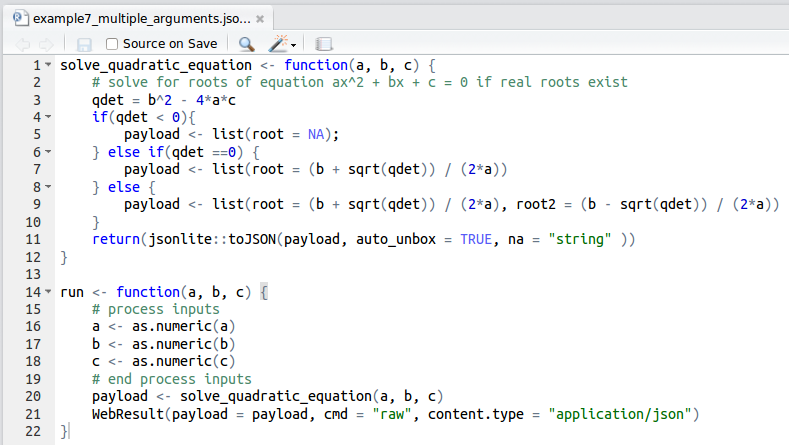 example7_multiple_arguments.jso...
Source on Save
1 solve_quadratic_equation <- function(a, b, c) {
2 # solve for roots of equation ax^2 + bx + c = 0 if real roots exist
3 qdet = b^2 - 4*a*c
4 if(qdet < 0){
5 payload <- list(root = NA);
6 } else if(qdet ==0) {
7 payload <- list(root = (b + sqrt(qdet)) / (2*a))
8 } else {
9 payload <- list(root = (b + sqrt(qdet)) / (2*a), root2 = (b - sqrt(qdet)) / (2*a))
10 }
11 return(jsonlite::toJSON(payload, auto_unbox = TRUE, na = "string" ))
12 }
13
14 run <- function(a, b, c) {
15 # process inputs
16 a <- as.numeric(a)
17 b <- as.numeric(b)
18 c <- as.numeric(c)
19 # end process inputs
20 payload <- solve_quadratic_equation(a, b, c)
21 WebResult(payload = payload, cmd = "raw", content.type = "application/json")
22 }